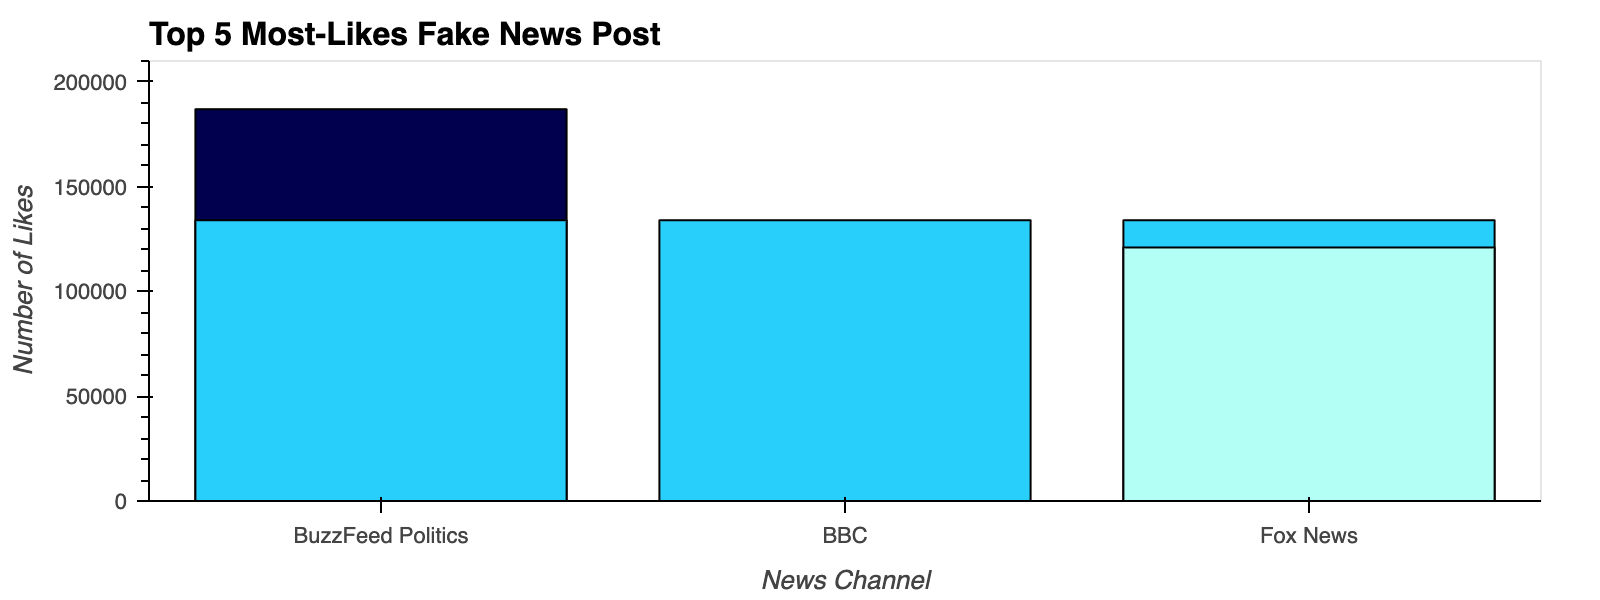 Top 5 Most-Likes Fake News Post
Number of Likes
200000
150000
100000
50000
0
BuzzFeed Politics
BBC
Fox News
News Channel